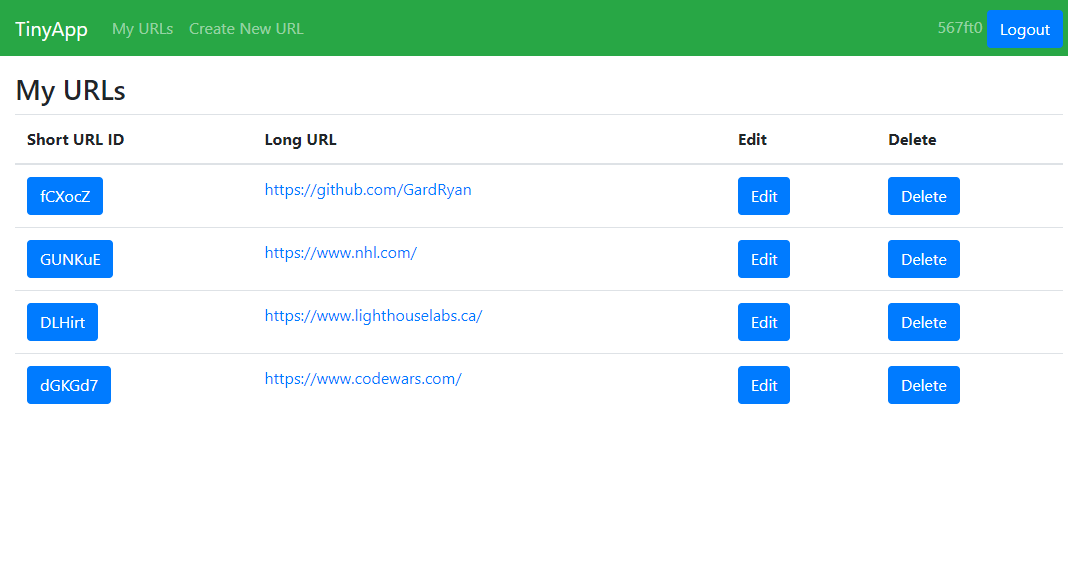 TinyApp My URLs Create New URL 567ft0 Logout
My URLs
Short URL ID Long URL Edit Delete
fCXocZ https://github.com/GardRyan Edit Delete
GUNKuE https://www.nhl.com/ Edit Delete
DLHirt https://www.lighthouselabs.ca/ Edit Delete
dGKGd7 https://www.codewars.com/ Edit Delete